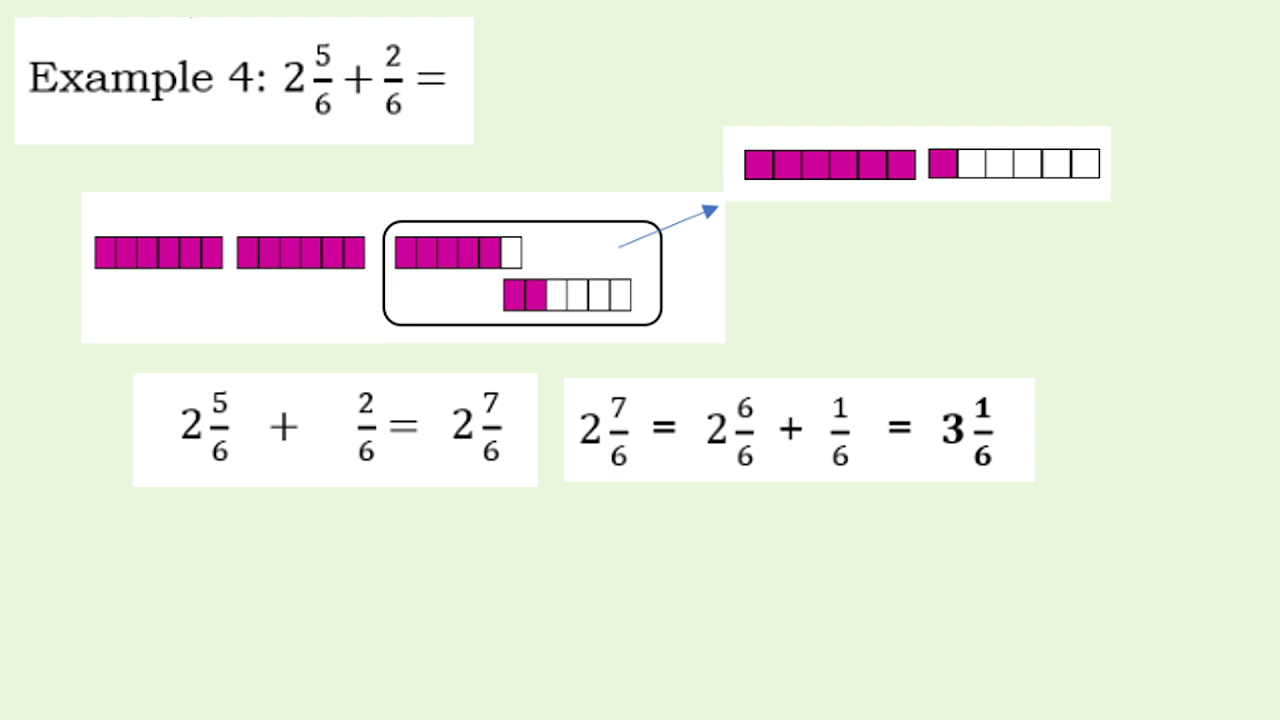 Example 4: 2 5/6 + 2/6 =
2 5/6 + 2/6 = 2 7/6
2 7/6 = 2 6/6 + 1/6 = 3 1/6